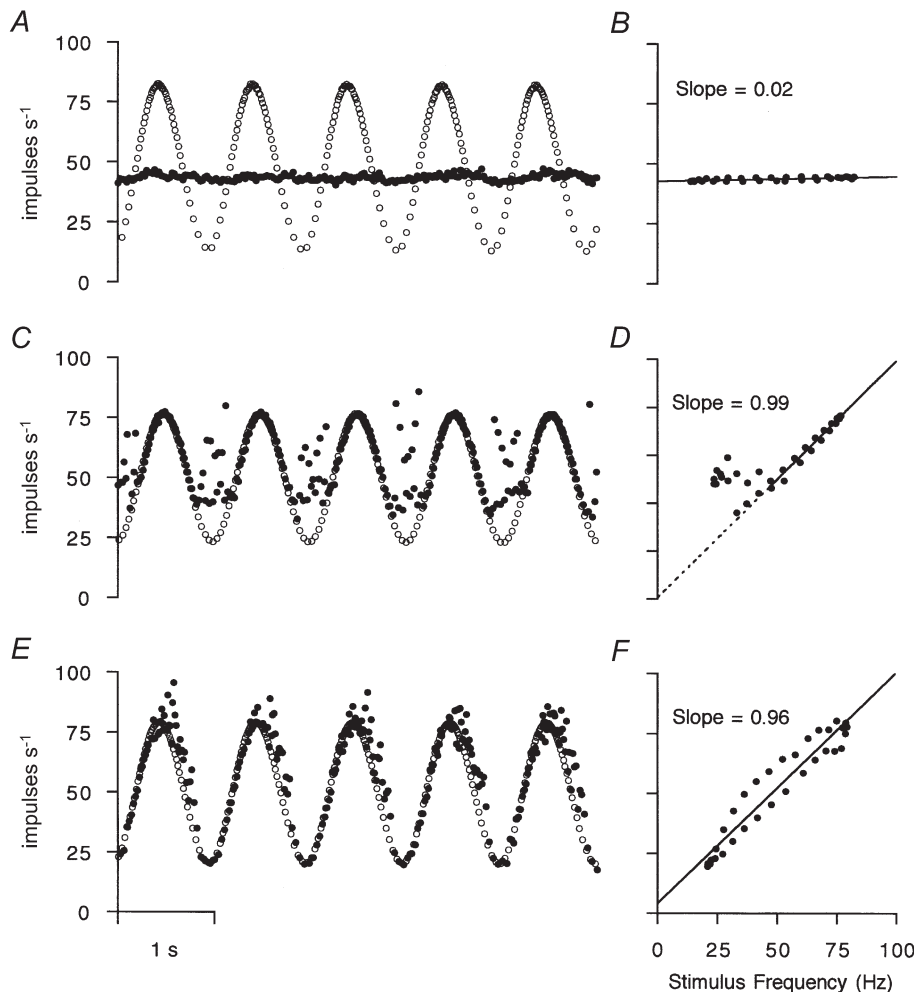 A
B
100
75
50
25
0
impulses s⁻¹
Slope = 0.02
C
D
100
75
50
25
0
impulses s⁻¹
Slope = 0.99
E
F
100
75
50
25
0
impulses s⁻¹
Slope = 0.96
1 s
0 25 50 75 100
Stimulus Frequency (Hz)